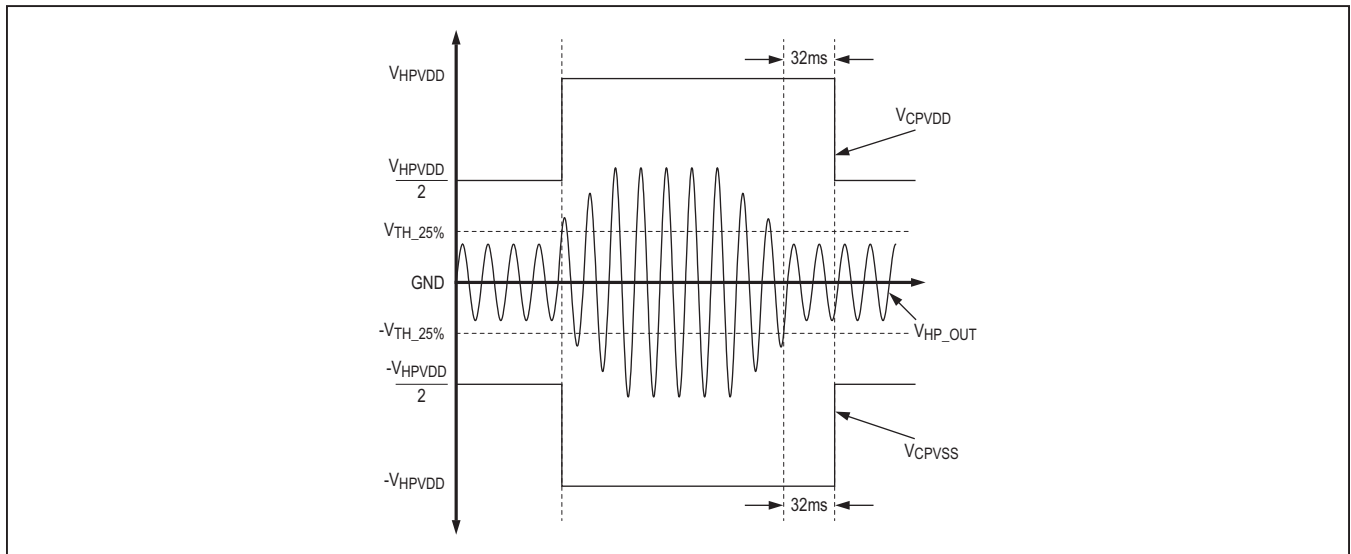 32ms
VHPVDD
VCPVDD
VHPVDD
2
VTH_25%
GND
-VTH_25%
VHP_OUT
-VHPVDD
2
VCPVSS
-VHPVDD
32ms